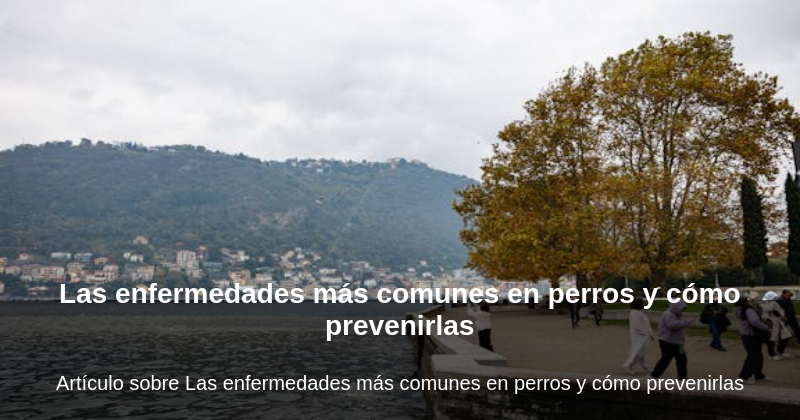 Las enfermedades más comunes en perros y cómo
prevenirlas
Artículo sobre Las enfermedades más comunes en perros y cómo prevenirlas